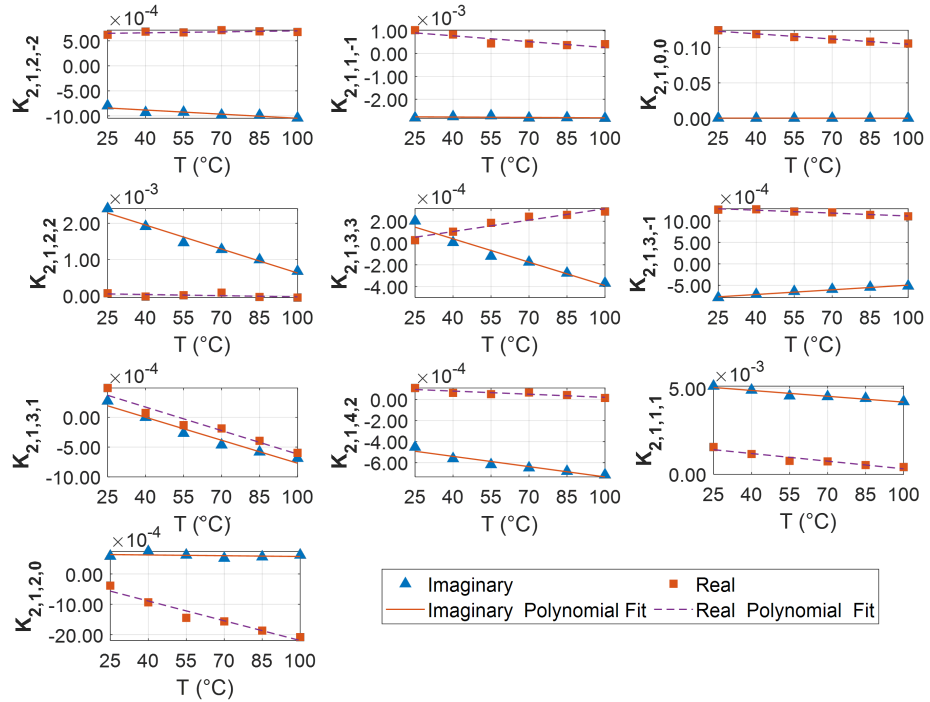 ×10⁻⁴
5.00
0.00
-5.00
-10.00
K2,1,2,-2
25 40 55 70 85 100
T (°C)
×10⁻³
1.00
0.00
-2.00
K2,1,1,-1
25 40 55 70 85 100
T (°C)
0.10
0.05
0.00
K2,1,0,0
25 40 55 70 85 100
T (°C)
×10⁻³
2.00
1.00
0.00
K2,1,2,2
25 40 55 70 85 100
T (°C)
×10⁻⁴
2.00
0.00
-2.00
-4.00
K2,1,3,3
25 40 55 70 85 100
T (°C)
×10⁻⁴
10.00
0.00
-5.00
K2,1,3,-1
25 40 55 70 85 100
T (°C)
×10⁻⁴
0.00
-5.00
-10.00
K2,1,3,1
25 40 55 70 85 100
T (°C)
×10⁻⁴
0.00
-2.00
-4.00
-6.00
K2,1,4,2
25 40 55 70 85 100
T (°C)
×10⁻³
5.00
0.00
K2,1,1,1
25 40 55 70 85 100
T (°C)
×10⁻⁴
0.00
-10.00
-20.00
K2,1,2,0
25 40 55 70 85 100
T (°C)
Imaginary Real
Imaginary Polynomial Fit Real Polynomial Fit